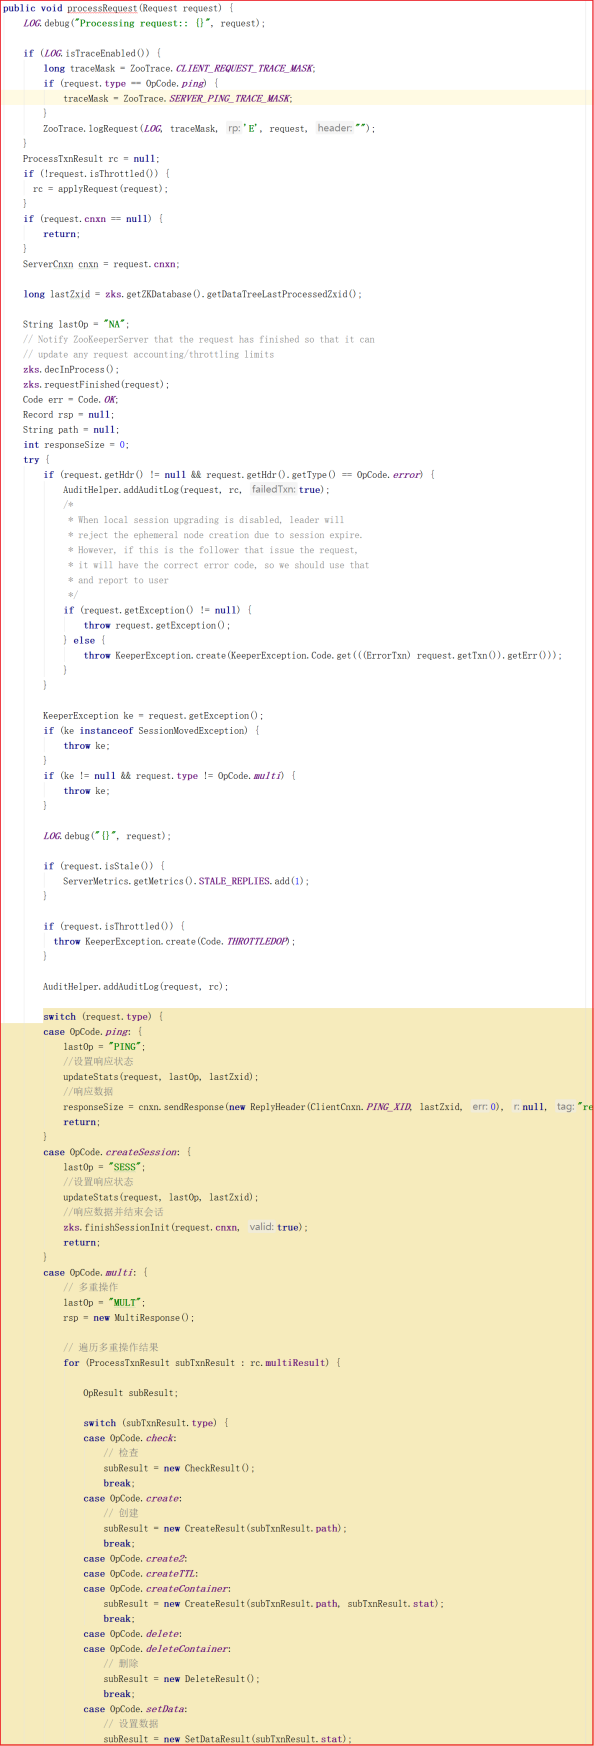 public void processRequest(Request request) {
LOG.debug("Processing request:: {}", request);
if (LOG.isTraceEnabled()) {
long traceMask = ZooTrace.CLIENT_REQUEST_TRACE_MASK;
if (request.type == OpCode.ping) {
traceMask = ZooTrace.SERVER_PING_TRACE_MASK;
}
ZooTrace.logRequest(LOG, traceMask, rp: 'E', request, header: "");
}
ProcessTxnResult rc = null;
if (!request.isThrottled()) {
rc = applyRequest(request);
}
if (request.cnxn == null) {
return;
}
ServerCnxn cnxn = request.cnxn;
long lastZxid = zks.getZKDatabase().getDataTreeLastProcessedZxid();
String lastOp = "NA";
// Notify ZooKeeperServer that the request has finished so that it can
// update any request accounting/throttling limits
zks.decInProcess();
zks.requestFinished(request);
Code err = Code.OK;
Record rsp = null;
String path = null;
int responseSize = 0;
try {
if (request.getHdr() != null && request.getHdr().getType() == OpCode.error) {
AuditHelper.addAuditLog(request, rc, failedTxn: true);
/*
* When local session upgrading is disabled, leader will
* reject the ephemeral node creation due to session expire.
* However, if this is the follower that issue the request,
* it will have the correct error code, so we should use that
* and report to user
*/
if (request.getException() != null) {
throw request.getException();
} else {
throw KeeperException.create(KeeperException.Code.get(((ErrorTxn) request.getTxn()).getErr()));
}
}
KeeperException ke = request.getException();
if (ke instanceof SessionMovedException) {
throw ke;
}
if (ke != null && request.type != OpCode.multi) {
throw ke;
}
LOG.debug("{}", request);
if (request.isStale()) {
ServerMetrics.getMetrics().STALE_REPLIES.add(1);
}
if (request.isThrottled()) {
throw KeeperException.create(Code.THROTTLEDOP);
}
AuditHelper.addAuditLog(request, rc);
switch (request.type) {
case OpCode.ping: {
lastOp = "PING";
//设置响应状态
updateStats(request, lastOp, lastZxid);
//响应数据
responseSize = cnxn.sendResponse(new ReplyHeader(ClientCnxn.PING_XID, lastZxid, err: 0), r: null, tag: "re
return;
}
case OpCode.createSession: {
lastOp = "SESS";
//设置响应状态
updateStats(request, lastOp, lastZxid);
//响应数据并结束会话
zks.finishSessionInit(request.cnxn, valid: true);
return;
}
case OpCode.multi: {
// 多重操作
lastOp = "MULT";
rsp = new MultiResponse();
// 遍历多重操作结果
for (ProcessTxnResult subTxnResult : rc.multiResult) {
OpResult subResult;
switch (subTxnResult.type) {
case OpCode.check:
// 检查
subResult = new CheckResult();
break;
case OpCode.create:
// 创建
subResult = new CreateResult(subTxnResult.path);
break;
case OpCode.create2:
case OpCode.createTTL:
case OpCode.createContainer:
subResult = new CreateResult(subTxnResult.path, subTxnResult.stat);
break;
case OpCode.delete:
case OpCode.deleteContainer:
// 删除
subResult = new DeleteResult();
break;
case OpCode.setData:
// 设置数据
subResult = new SetDataResult(subTxnResult.stat);